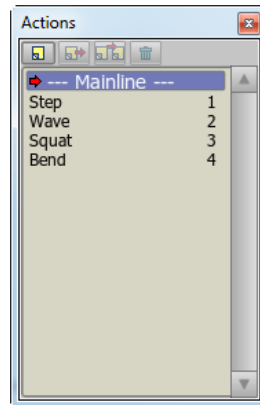 Actions
--- Mainline ---
Step 1
Wave 2
Squat 3
Bend 4